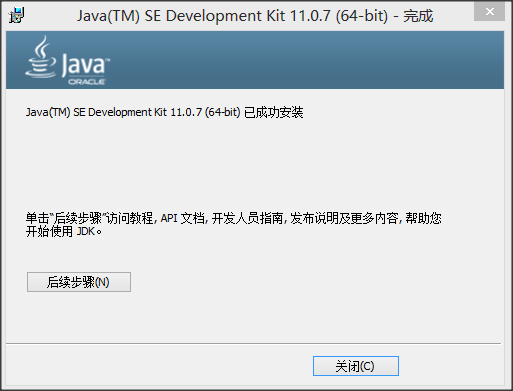 Java(TM) SE Development Kit 11.0.7 (64-bit) - 完成
Java™
ORACLE
Java(TM) SE Development Kit 11.0.7 (64-bit) 已成功安装
单击“后续步骤”访问教程, API 文档, 开发人员指南, 发布说明及更多内容, 帮助您
开始使用 JDK。
后续步骤(N)
关闭(C)